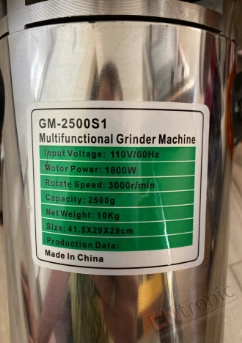 GM-2500S1
Multifunctional Grinder Machine
Input Voltage: 110V/60Hz
Motor Power: 1800W
Rotate Speed: 3000r/min
Capacity: 2500g
Net Weight: 10Kg
Size: 41.5X29X29cm
Production Date:
Made in China